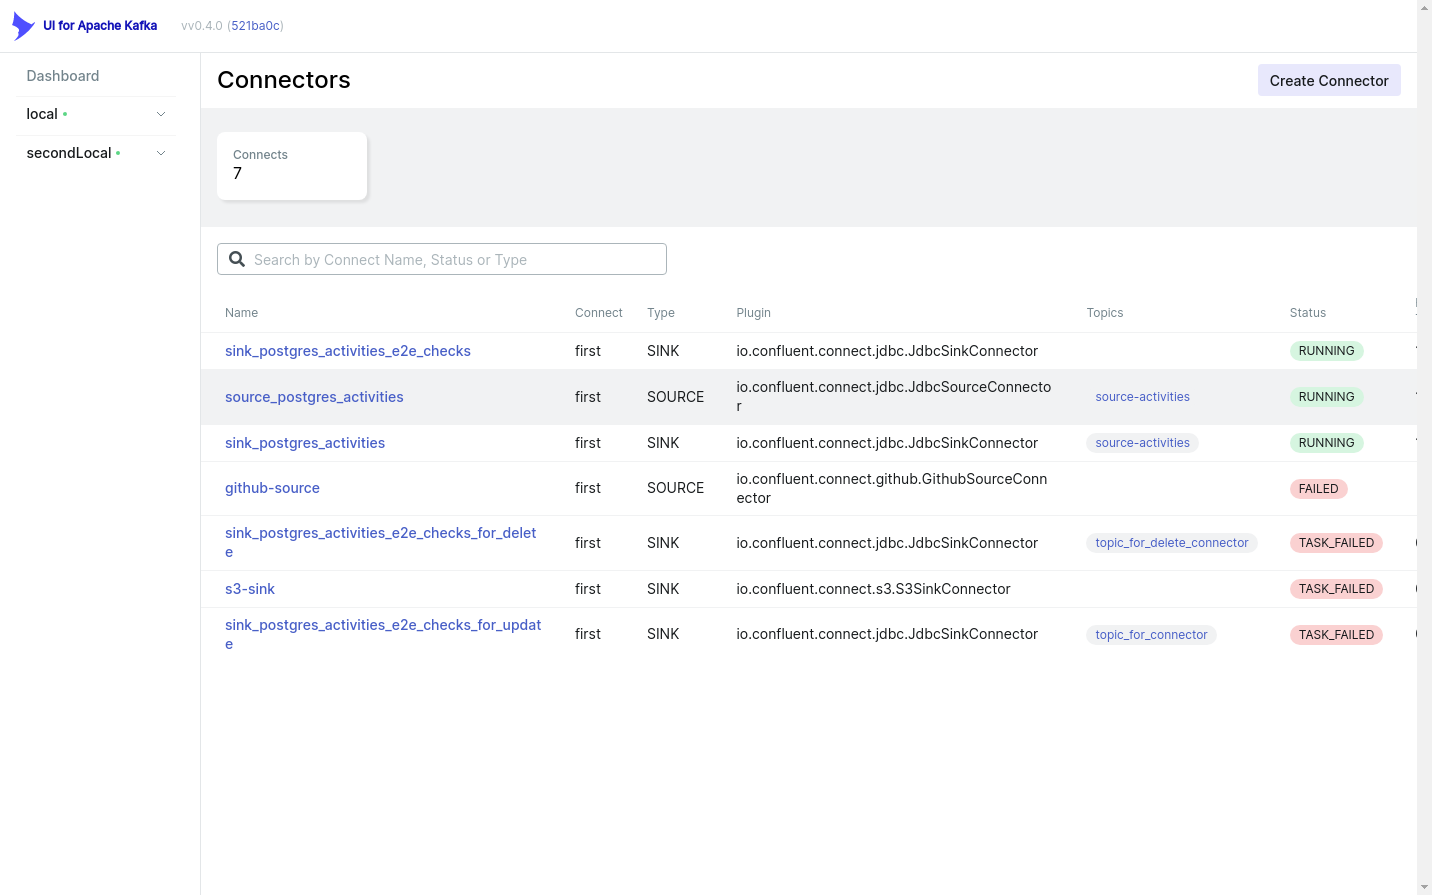 UI for Apache Kafka vv0.4.0 (521ba0c)
Dashboard
local
secondLocal
Connectors
Create Connector
Connects
7
Search by Connect Name, Status or Type
Name Connect Type Plugin Topics Status
sink_postgres_activities_e2e_checks first SINK io.confluent.connect.jdbc.JdbcSinkConnector RUNNING
source_postgres_activities first SOURCE io.confluent.connect.jdbc.JdbcSourceConnecto
r source-activities RUNNING
sink_postgres_activities first SINK io.confluent.connect.jdbc.JdbcSinkConnector source-activities RUNNING
github-source first SOURCE io.confluent.connect.github.GithubSourceConn
ector FAILED
sink_postgres_activities_e2e_checks_for_delet
e first SINK io.confluent.connect.jdbc.JdbcSinkConnector topic_for_delete_connector TASK_FAILED
s3-sink first SINK io.confluent.connect.s3.S3SinkConnector TASK_FAILED
sink_postgres_activities_e2e_checks_for_updat
e first SINK io.confluent.connect.jdbc.JdbcSinkConnector topic_for_connector TASK_FAILED